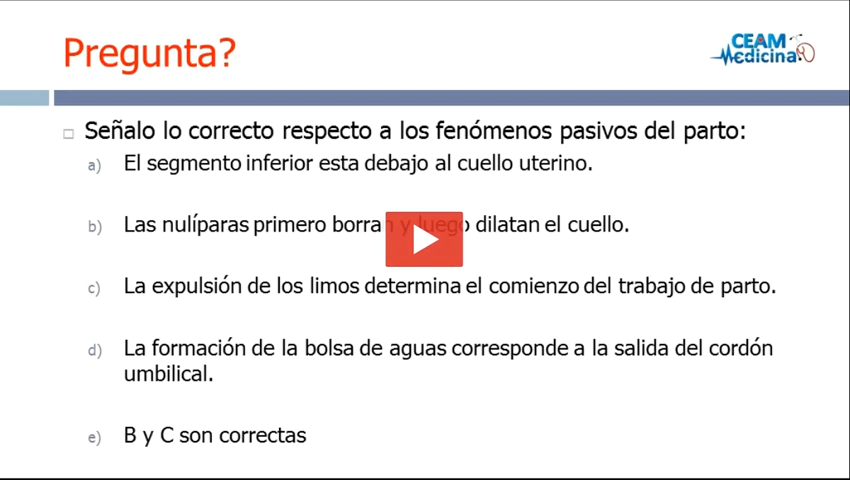 Pregunta?
CEAM
Medicina
Señalo lo correcto respecto a los fenómenos pasivos del parto:
a) El segmento inferior esta debajo al cuello uterino.
b) Las nulíparas primero borran y luego dilatan el cuello.
c) La expulsión de los limos determina el comienzo del trabajo de parto.
d) La formación de la bolsa de aguas corresponde a la salida del cordón
umbilical.
e) B y C son correctas